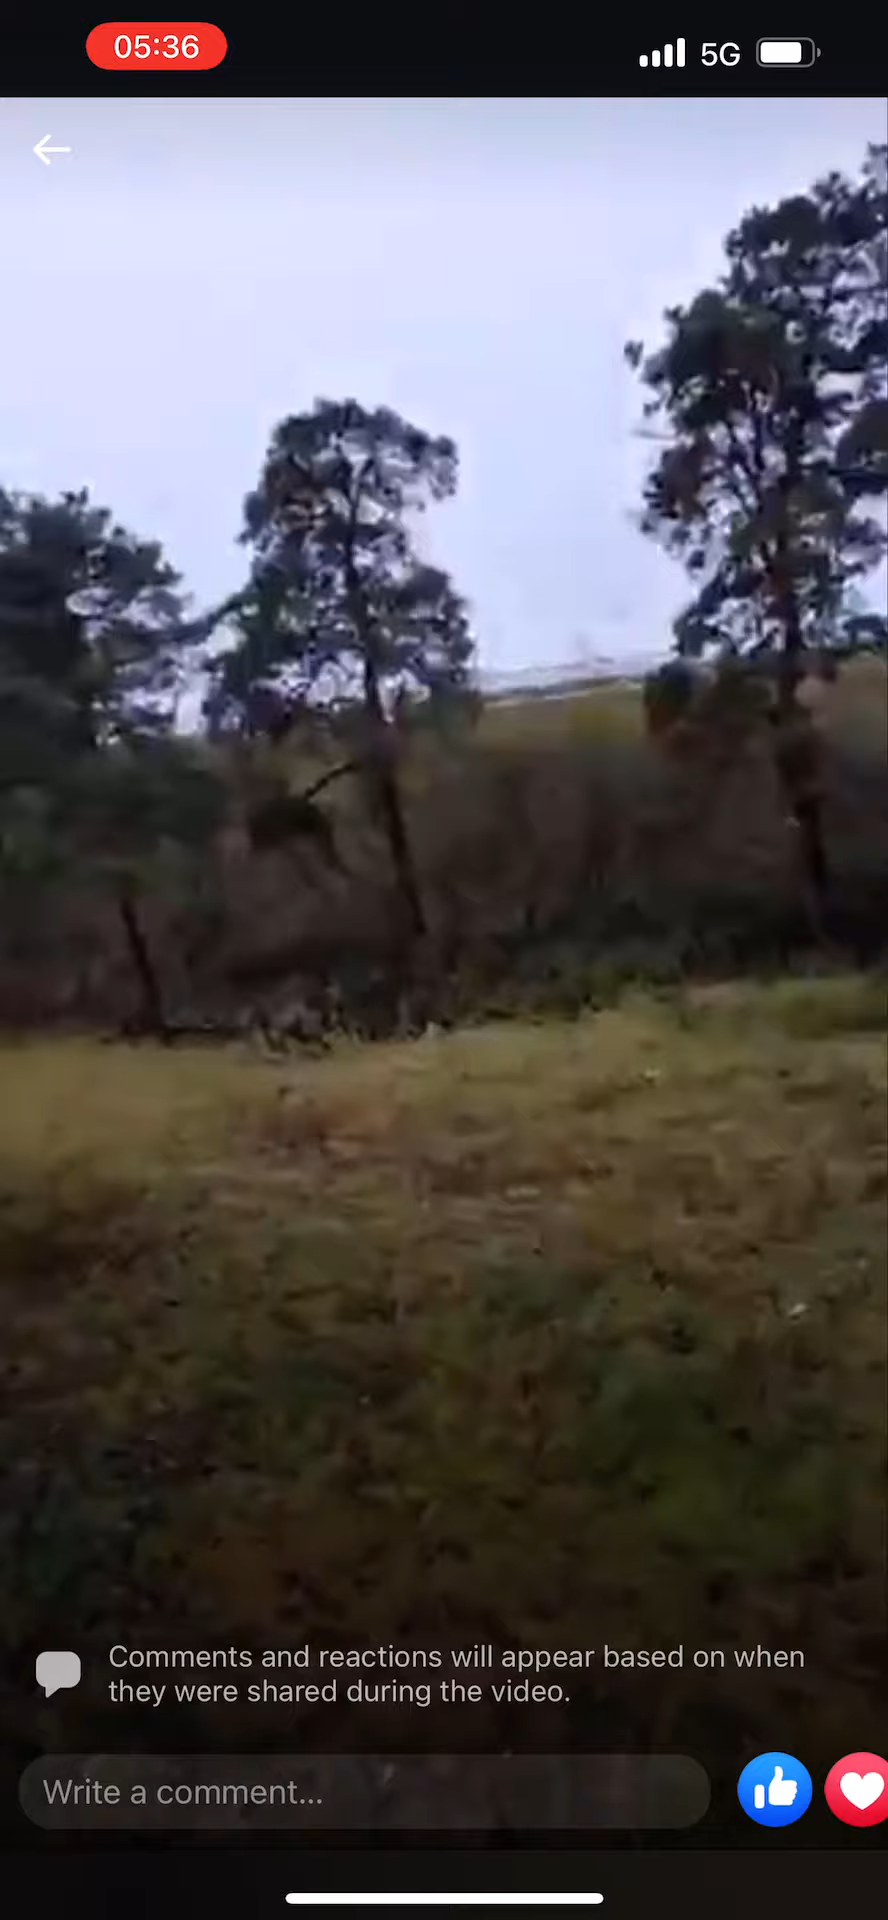 05:36
5G
Comments and reactions will appear based on when
they were shared during the video.
Write a comment...